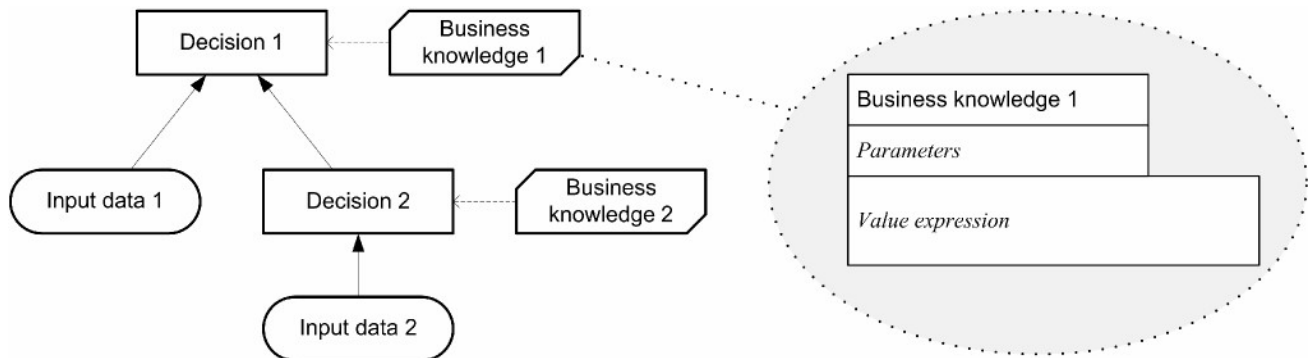 Decision 1
Business
knowledge 1
Business knowledge 1
Parameters
Value expression
Input data 1
Decision 2
Business
knowledge 2
Input data 2